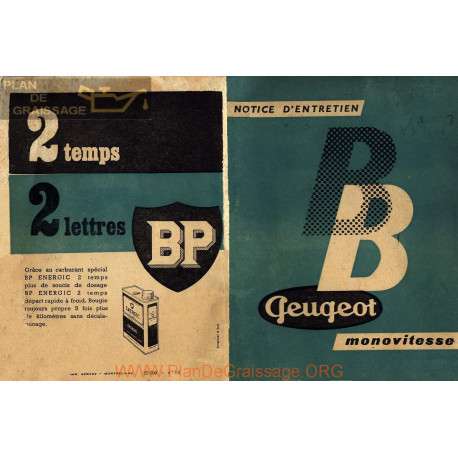 PLAN
DE
GRAISSAGE
2 temps
2 lettres
BP
Grâce au carburant spécial
BP ENERGIC 2 temps
plus de soucis de dosage
BP EXERGIC 2 temps
départ rapide à froid. Bougie
toujours propre 5 fois plus
de kilomètres sans décala-
minage.
ENERGIC
NOTICE D'ENTRETIEN
BB
Peugeot
monovitesse
www.PlanDeGraissage.ORG